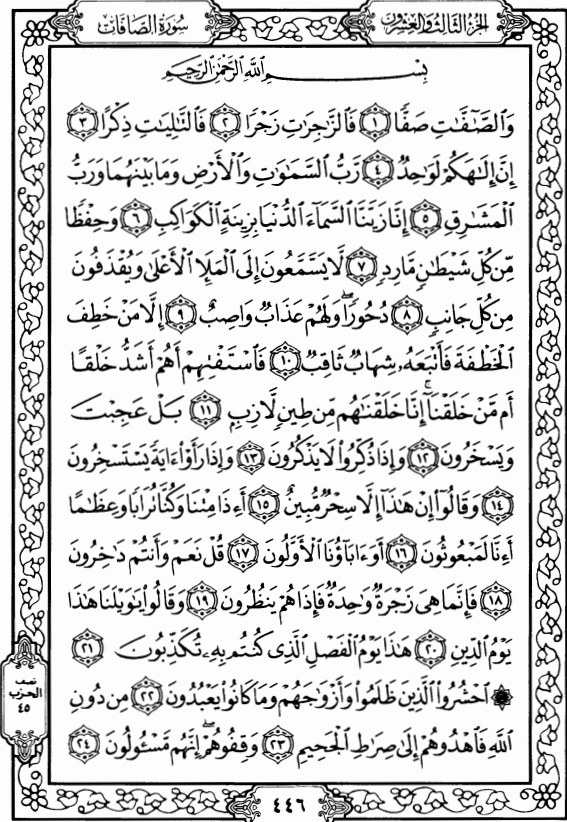 الجزء الثالث والعشرون
سورة الصافات
بِسْمِ اللَّهِ الرَّحْمَٰنِ الرَّحِيمِ
وَالصَّٰٓفَّٰتِ صَفًّا ١ فَالزَّٰجِرَٰتِ زَجْرًا ٢ فَالتَّٰلِيَٰتِ ذِكْرًا ٣
إِنَّ إِلَٰهَكُمْ لَوَٰحِدٌ ٤ رَّبُّ السَّمَٰوَٰتِ وَالْأَرْضِ وَمَا بَيْنَهُمَا وَرَبُّ
الْمَشَٰرِقِ ٥ إِنَّا زَيَّنَّا السَّمَآءَ الدُّنْيَا بِزِينَةٍ الْكَوَاكِبِ ٦ وَحِفْظًا
مِّن كُلِّ شَيْطَٰنٍ مَّارِدٍ ٧ لَّا يَسَّمَّعُونَ إِلَى الْمَلَإِ الْأَعْلَىٰ وَيُقْذَفُونَ
مِن كُلِّ جَانِبٍ ٨ دُحُورًا ۖ وَلَهُمْ عَذَابٌ وَاصِبٌ ٩ إِلَّا مَنْ خَطِفَ
الْخَطْفَةَ فَأَتْبَعَهُۥ شِهَابٌ ثَاقِبٌ ١٠ فَاسْتَفْتِهِمْ أَهُمْ أَشَدُّ خَلْقًا
أَم مَّنْ خَلَقْنَآ ۚ إِنَّا خَلَقْنَٰهُم مِّن طِينٍ لَّازِبٍ ١١ بَلْ عَجِبْتَ
وَيَسْخَرُونَ ١٢ وَإِذَا ذُكِّرُوا۟ لَا يَذْكُرُونَ ١٣ وَإِذَا رَأَوْا۟ ءَايَةً يَسْتَسْخِرُونَ
١٤ وَقَالُوٓا۟ إِنْ هَٰذَآ إِلَّا سِحْرٌ مُّبِينٌ ١٥ أَءِذَا مِتْنَا وَكُنَّا تُرَابًا وَعِظَٰمًا
أَءِنَّا لَمَبْعُوثُونَ ١٦ أَوَءَابَآؤُنَا الْأَوَّلُونَ ١٧ قُلْ نَعَمْ وَأَنتُمْ دَٰخِرُونَ
١٨ فَإِنَّمَا هِيَ زَجْرَةٌ وَٰحِدَةٌ فَإِذَا هُمْ يَنظُرُونَ ١٩ وَقَالُوا۟ يَٰوَيْلَنَا هَٰذَا
يَوْمُ الدِّينِ ٢٠ هَٰذَا يَوْمُ الْفَصْلِ الَّذِي كُنتُم بِهِۦ تُكَذِّبُونَ ٢١
۞ احْشُرُوا۟ الَّذِينَ ظَلَمُوا۟ وَأَزْوَٰجَهُمْ وَمَا كَانُوا۟ يَعْبُدُونَ ٢٢ مِن دُونِ
اللَّهِ فَاهْدُوهُمْ إِلَىٰ صِرَٰطِ الْجَحِيمِ ٢٣ وَقِفُوهُمْ ۖ إِنَّهُم مَّسْـُٔولُونَ ٢٤
نصف
الحزب
٤٥
٤٤٦